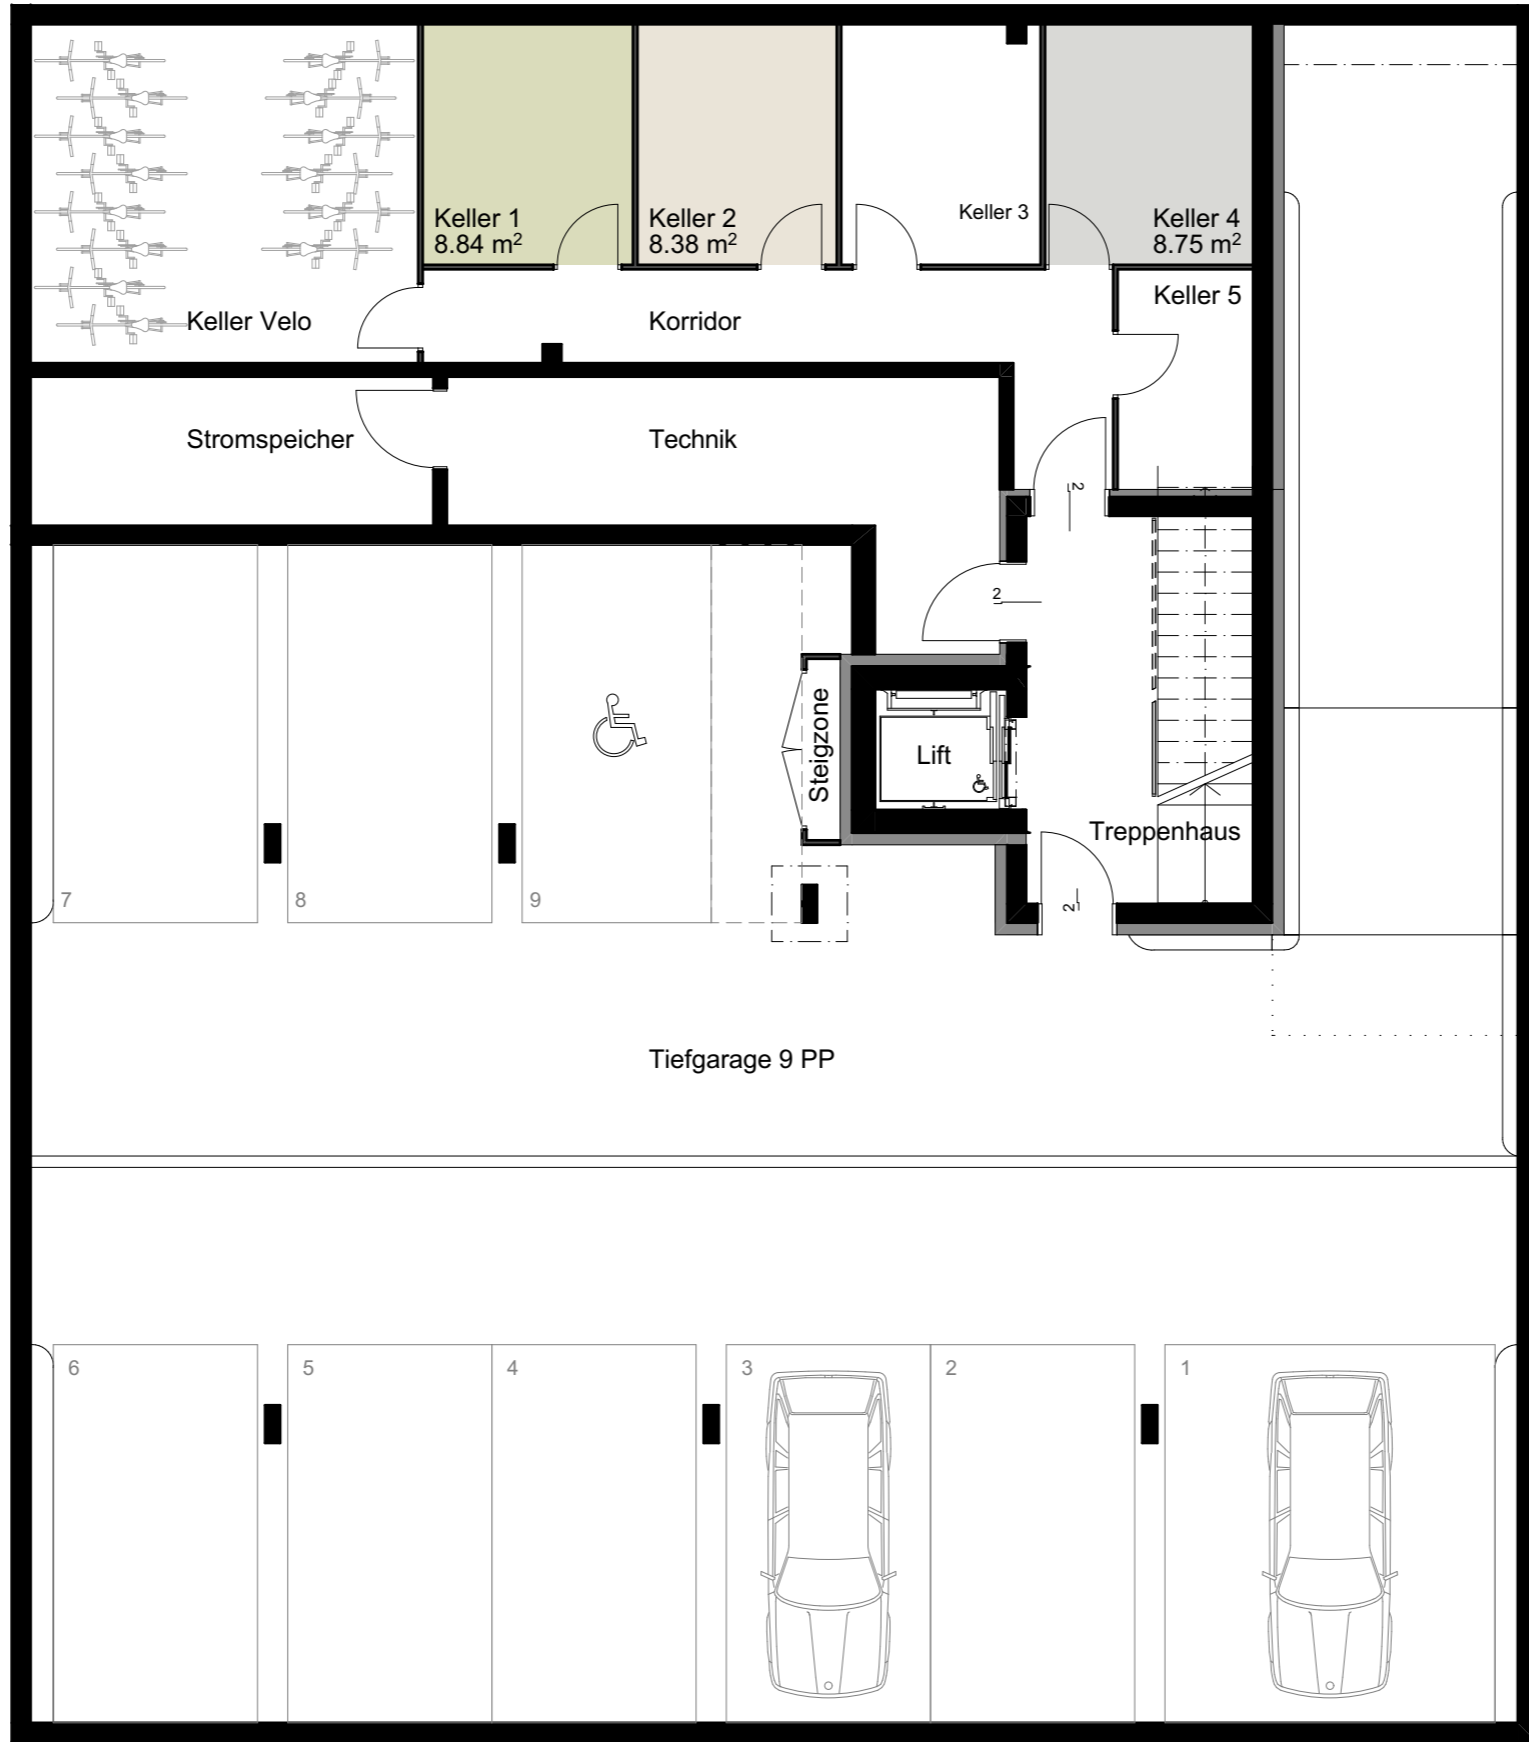 Keller 1
8.84 m²
Keller 2
8.38 m²
Keller 3
Keller 4
8.75 m²
Keller 5
Keller Velo
Korridor
Stromspeicher
Technik
2
2
Steigzone
Lift
Treppenhaus
2
7
8
9
Tiefgarage 9 PP
6
5
4
3
2
1